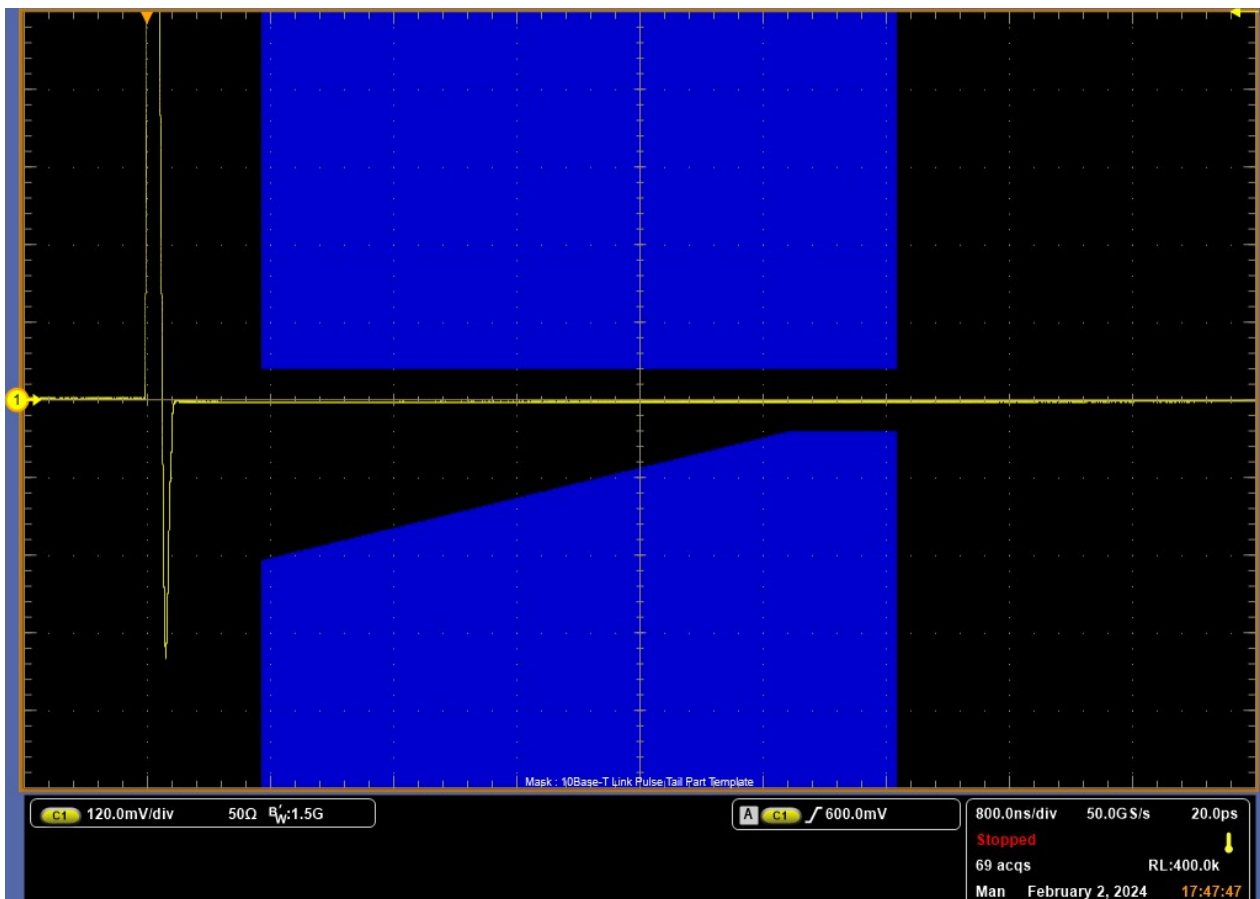 1
Mask : 10Base-T Link Pulse Tail Part Template
C1 120.0mV/div 50Ω B'W:1.5G
A C1 600.0mV
800.0ns/div 50.0GS/s 20.0ps
Stopped
69 acqs RL:400.0k
Man February 2, 2024 17:47:47